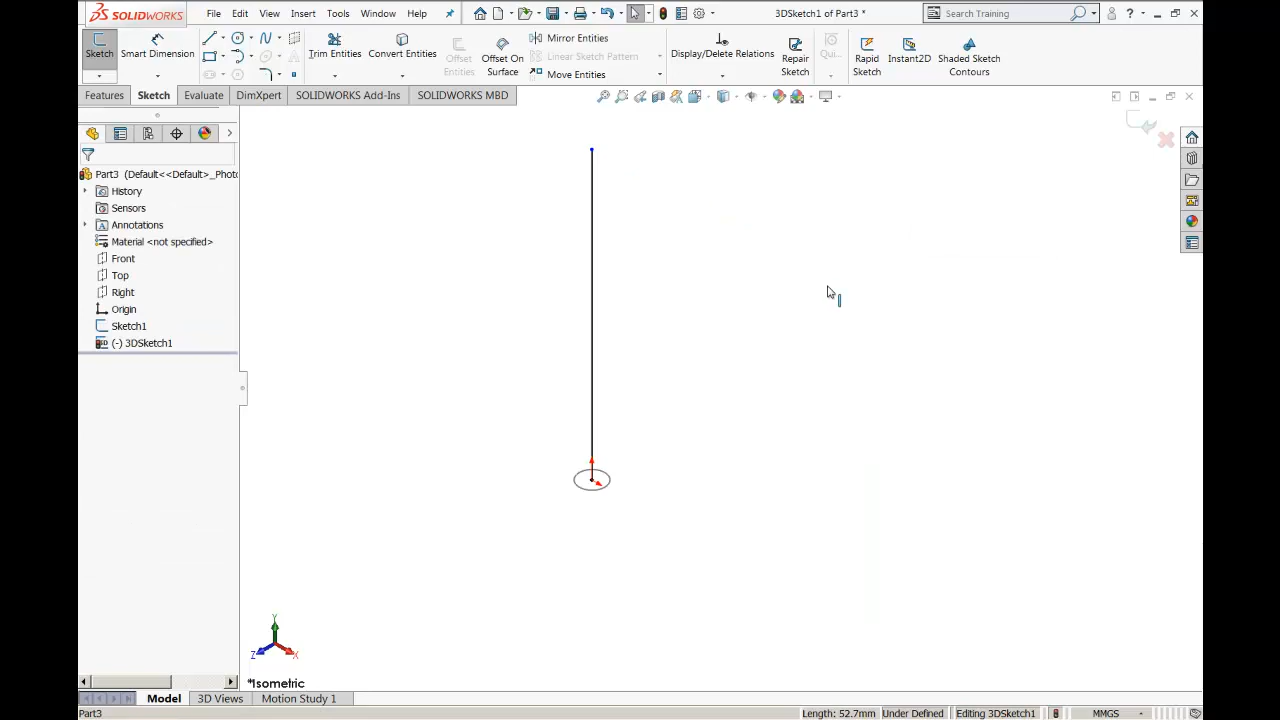 SOLIDWORKS
File
Edit
View
Insert
Tools
Window
Help
3DSketch1 of Part3 *
Search Training
?
Sketch
Smart Dimension
Trim Entities
Convert Entities
Offset Entities
Offset On Surface
Mirror Entities
Linear Sketch Pattern
Move Entities
Display/Delete Relations
Repair Sketch
Qui...
Rapid Sketch
Instant2D
Shaded Sketch Contours
Features
Sketch
Evaluate
DimXpert
SOLIDWORKS Add-Ins
SOLIDWORKS MBD
Part3 (Default<<Default>_Phot
History
Sensors
Annotations
Material <not specified>
Front
Top
Right
Origin
Sketch1
(-) 3DSketch1
Y
Z
X
*Isometric
Model
3D Views
Motion Study 1
Part3
Length: 52.7mm
Under Defined
Editing 3DSketch1
MMGS